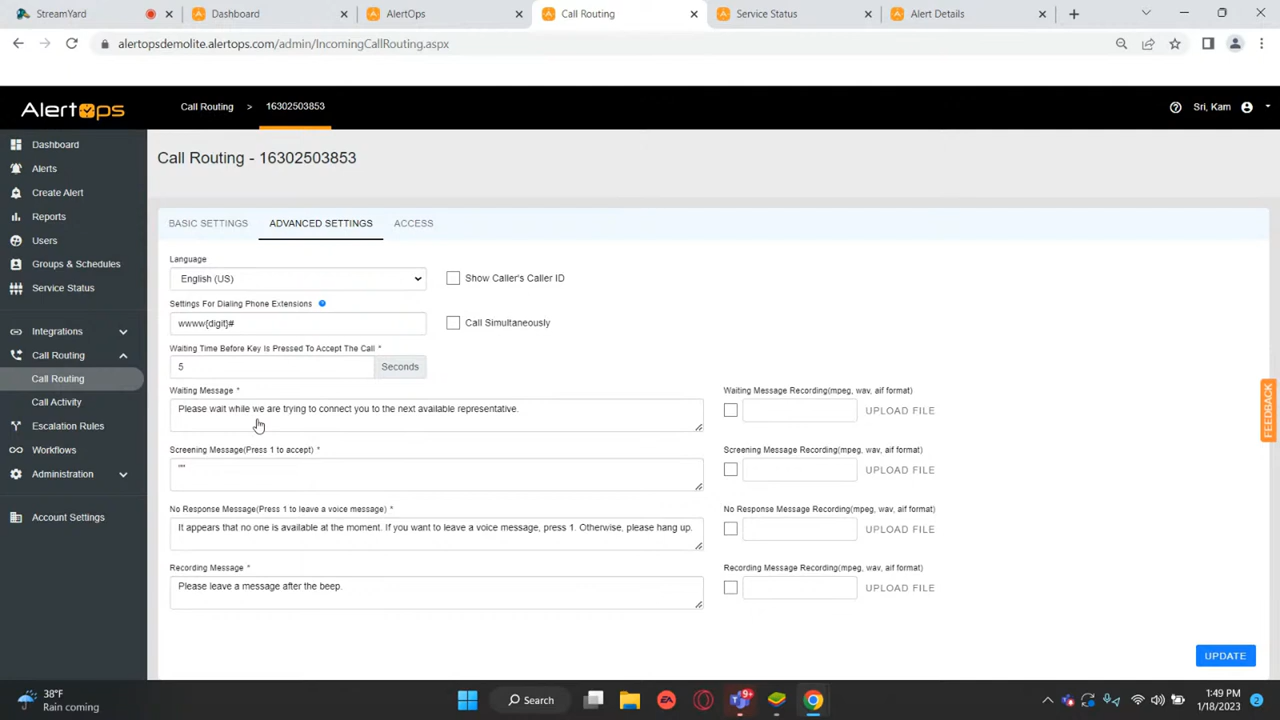 StreamYard
Dashboard
AlertOps
Call Routing
Service Status
Alert Details
alertopsdemolite.alertops.com/admin/IncomingCallRouting.aspx
AlertOps
Call Routing > 16302503853
Sri, Kam
Dashboard
Alerts
Create Alert
Reports
Users
Groups & Schedules
Service Status
Integrations
Call Routing
Call Routing
Call Activity
Escalation Rules
Workflows
Administration
Account Settings
Call Routing - 16302503853
BASIC SETTINGS ADVANCED SETTINGS ACCESS
Language
English (US)
Show Caller's Caller ID
Settings For Dialing Phone Extensions
wwww{digit}#
Call Simultaneously
Waiting Time Before Key Is Pressed To Accept The Call *
5 Seconds
Waiting Message *
Please wait while we are trying to connect you to the next available representative.
Waiting Message Recording(mpeg, wav, aif format)
UPLOAD FILE
Screening Message(Press 1 to accept) *
""
Screening Message Recording(mpeg, wav, aif format)
UPLOAD FILE
No Response Message(Press 1 to leave a voice message) *
It appears that no one is available at the moment. If you want to leave a voice message, press 1. Otherwise, please hang up.
No Response Message Recording(mpeg, wav, aif format)
UPLOAD FILE
Recording Message *
Please leave a message after the beep.
Recording Message Recording(mpeg, wav, aif format)
UPLOAD FILE
UPDATE
FEEDBACK
38°F
Rain coming
Search
EA
9+
1:49 PM
1/18/2023
2